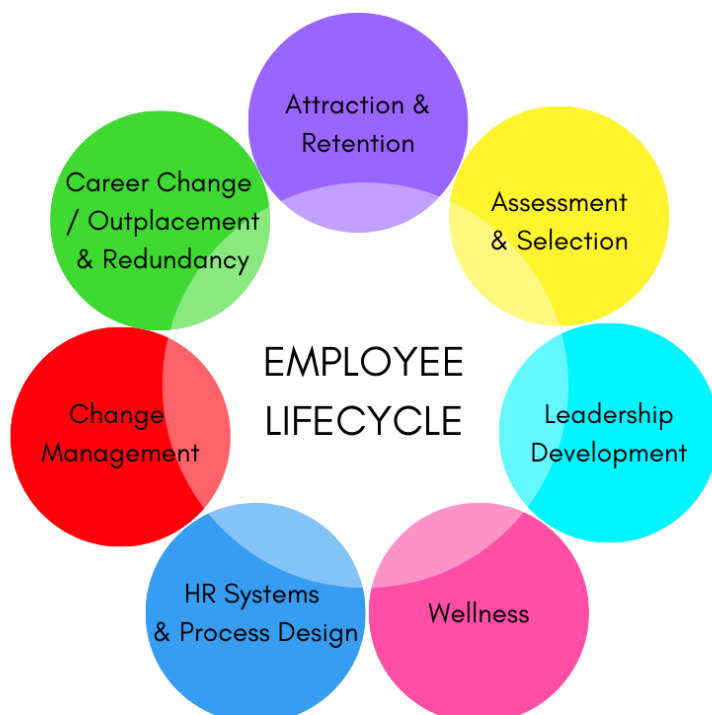 Attraction &
Retention
Assessment
& Selection
Leadership
Development
Wellness
HR Systems
& Process Design
Change
Management
Career Change
/ Outplacement
& Redundancy
EMPLOYEE
LIFECYCLE